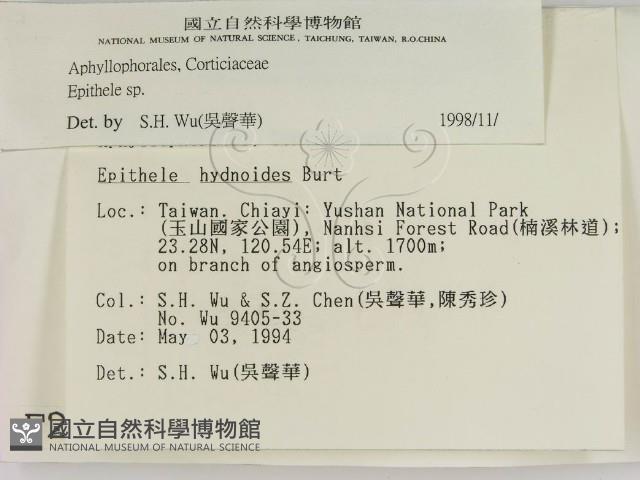 國立自然科學博物館
NATIONAL MUSEUM OF NATURAL SCIENCE, TAICHUNG, TAIWAN, R.O.CHINA
Aphyllophorales, Corticiaceae
Epithele sp.
Det. by S.H. Wu(吳聲華) 1998/11/
Epithele hydnoides Burt
Loc.: Taiwan. Chiayi: Yushan National Park
(玉山國家公園), Nanhsi Forest Road(楠溪林道);
23.28N, 120.54E; alt. 1700m;
on branch of angiosperm.
Col.: S.H. Wu & S.Z. Chen(吳聲華,陳秀珍)
No. Wu 9405-33
Date: May 03, 1994
Det.: S.H. Wu(吳聲華)
國立自然科學博物館
NATIONAL MUSEUM OF NATURAL SCIENCE